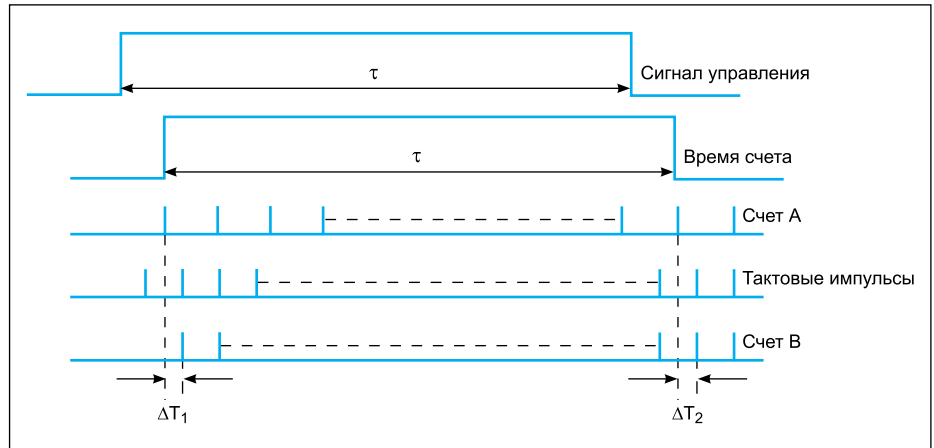 τ
Сигнал управления
τ
Время счета
Счет A
Тактовые импульсы
Счет B
ΔT₁
ΔT₂